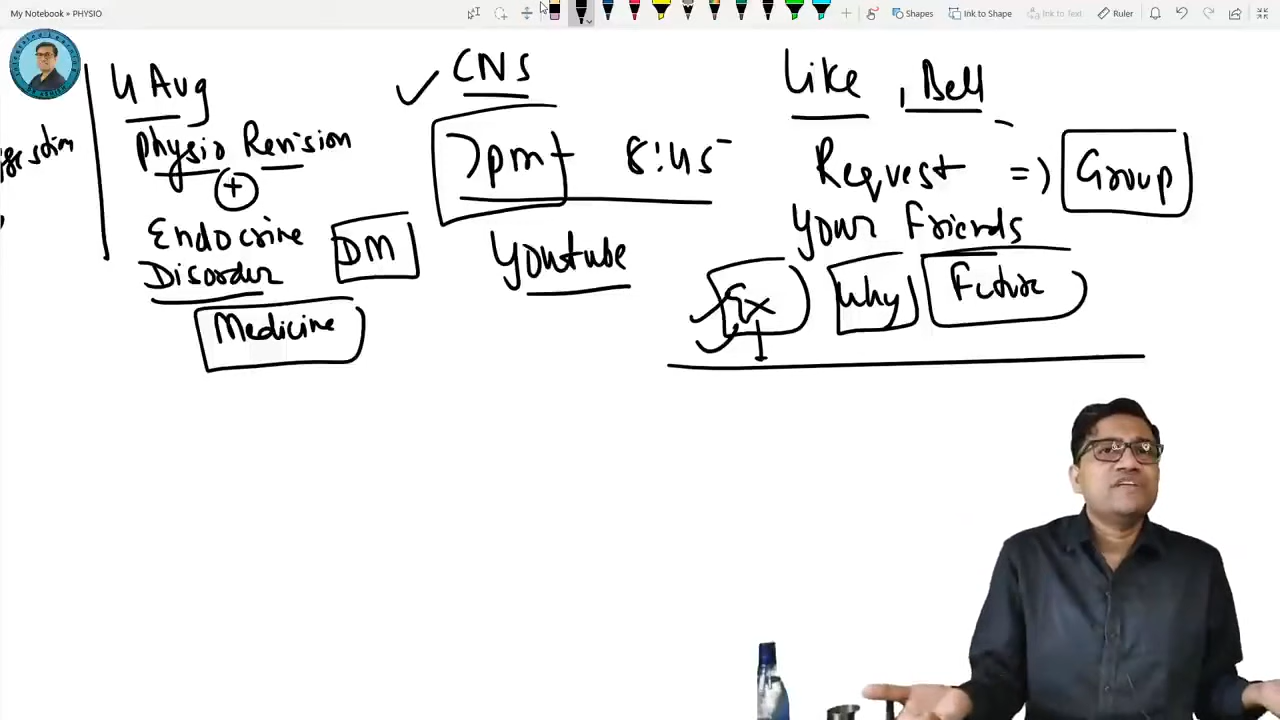 My Notebook » PHYSIO
Shapes
Ink to Shape
Ink to Text
Ruler
4 Aug
Physio Revision
+
Endocrine
Disorder
DM
Medicine
CNS
7pm 8:45
Youtube
Like, Bell
Request => Group
your Friends
Why Future